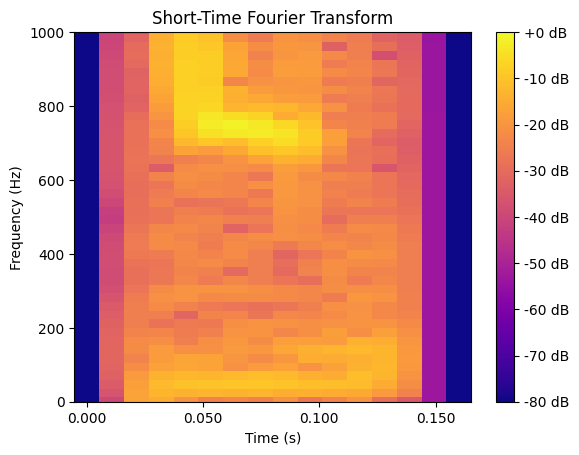 Short-Time Fourier Transform
Frequency (Hz)
1000
800
600
400
200
0
0.000 0.050 0.100 0.150
Time (s)
+0 dB
-10 dB
-20 dB
-30 dB
-40 dB
-50 dB
-60 dB
-70 dB
-80 dB